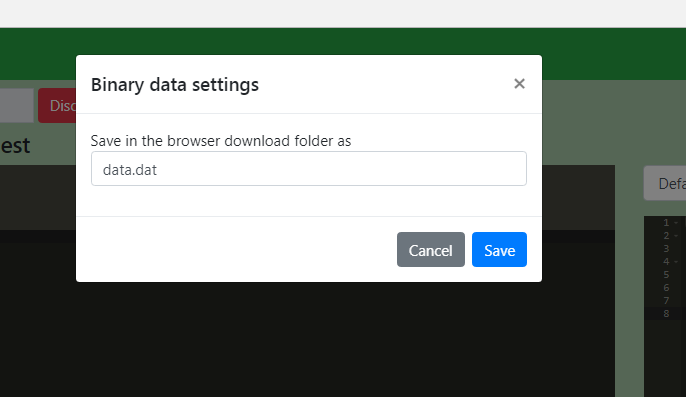 Binary data settings ×
Disc
est
Save in the browser download folder as
data.dat
Defa
Cancel Save
1
2
3
4
5
6
7
8